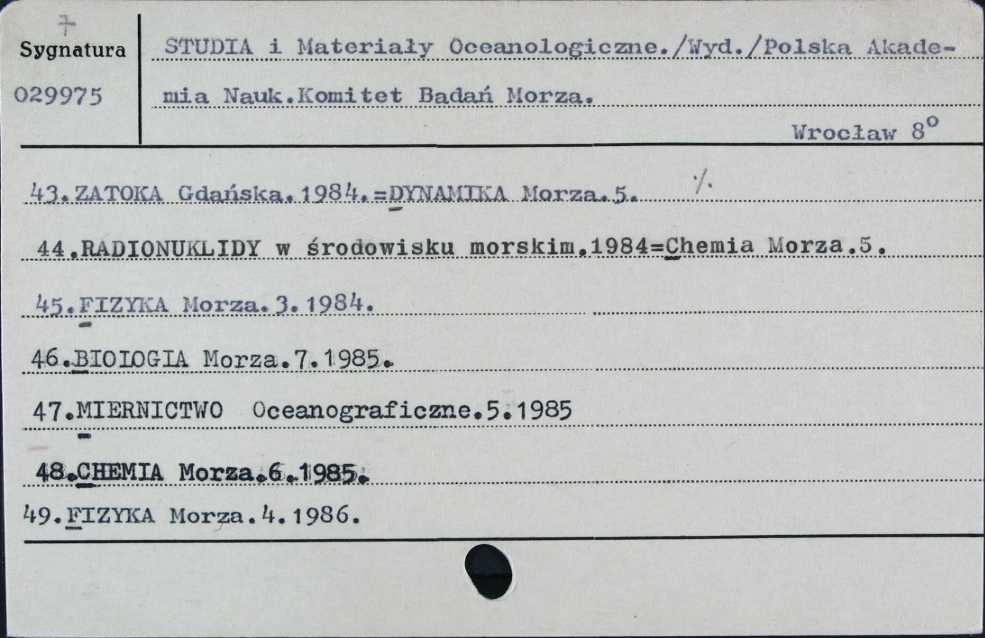 +
Sygnatura
029975
STUDIA i Materiały Oceanologiczne./Wyd./Polska Akade-
mia Nauk.Komitet Badań Morza.
Wrocław 8º
43.ZATOKA Gdańska.1984.=DYNAMIKA Morza.5. ./.
44.RADIONUKLIDY w środowisku morskim.1984=Chemia Morza.5.
45.FIZYKA Morza.3.1984.
46.BIOLOGIA Morza.7.1985.
47.MIERNICTWO Oceanograficzne.5.1985
48.CHEMIA Morza.6.1985.
49.FIZYKA Morza.4.1986.